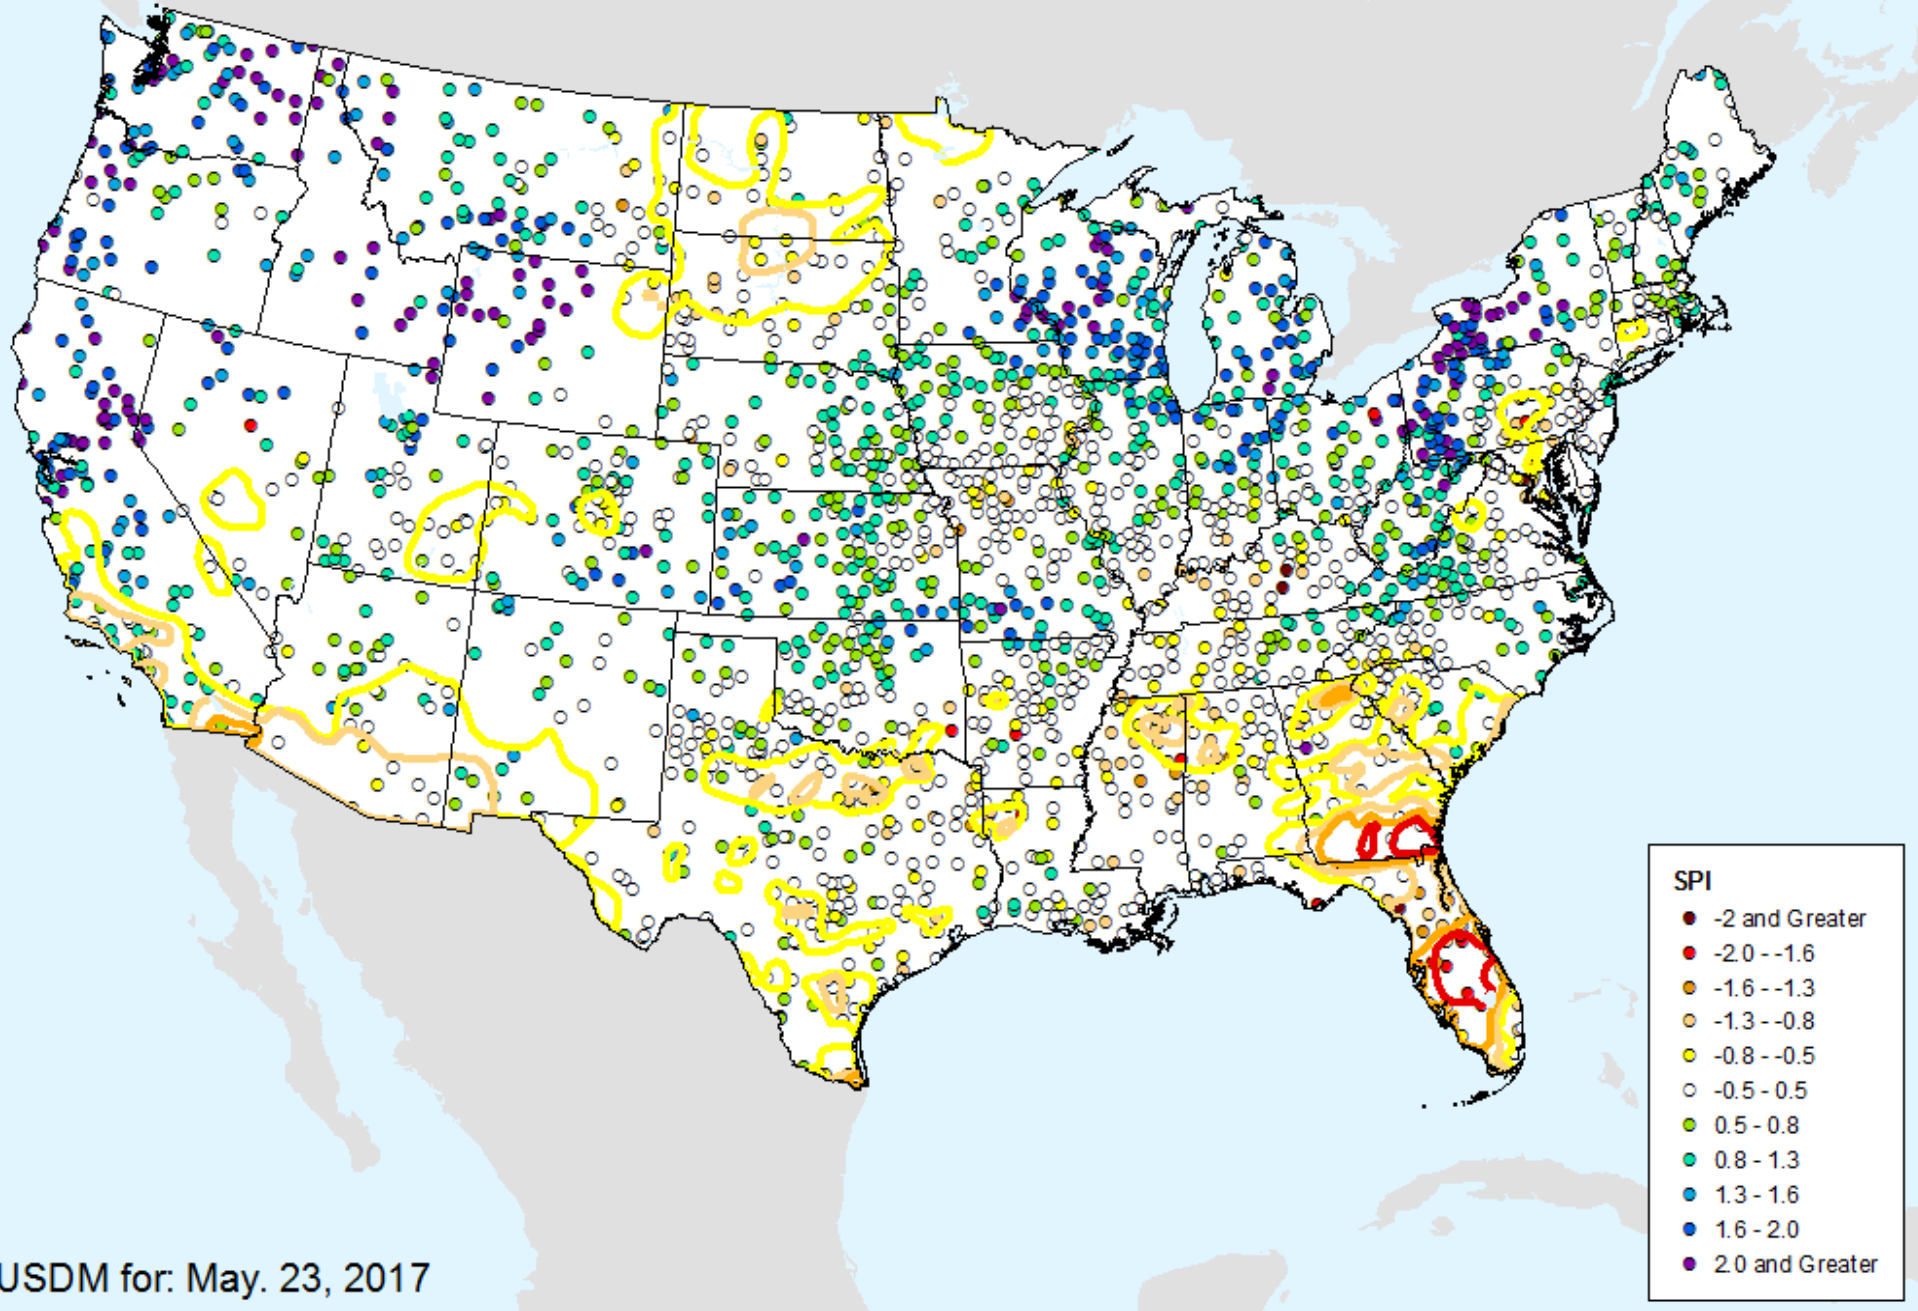 SPI
-2 and Greater
-2.0 - -1.6
-1.6 - -1.3
-1.3 - -0.8
-0.8 - -0.5
-0.5 - 0.5
0.5 - 0.8
0.8 - 1.3
1.3 - 1.6
1.6 - 2.0
2.0 and Greater
USDM for: May. 23, 2017